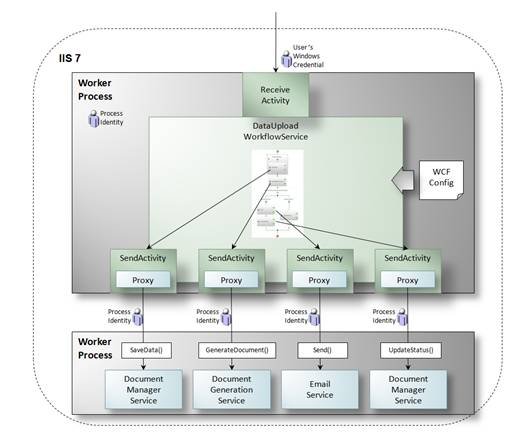 IIS 7
User's
Windows
Credential
Worker
Process
Process
Identity
Receive
Activity
DataUpload
WorkflowService
WCF
Config
SendActivity
Proxy
SendActivity
Proxy
SendActivity
Proxy
SendActivity
Proxy
Process
Identity
Process
Identity
Process
Identity
Process
Identity
Worker
Process
SaveData()
GenerateDocument()
Send()
UpdateStatus()
Document
Manager
Service
Document
Generation
Service
Email
Service
Document
Manager
Service